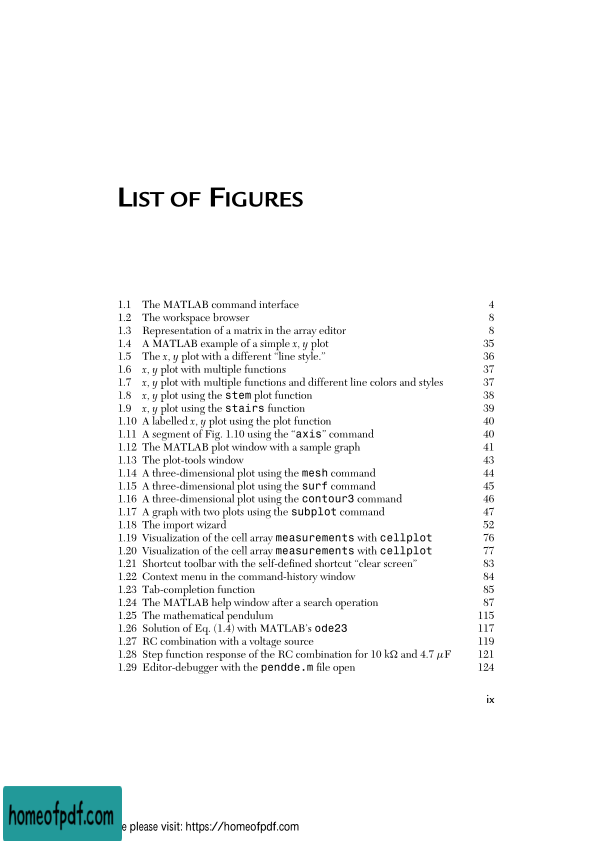 LIST OF FIGURES
1.1 The MATLAB command interface 4
1.2 The workspace browser 8
1.3 Representation of a matrix in the array editor 8
1.4 A MATLAB example of a simple x, y plot 35
1.5 The x, y plot with a different “line style.” 36
1.6 x, y plot with multiple functions 37
1.7 x, y plot with multiple functions and different line colors and styles 37
1.8 x, y plot using the stem plot function 38
1.9 x, y plot using the stairs function 39
1.10 A labelled x, y plot using the plot function 40
1.11 A segment of Fig. 1.10 using the “axis” command 40
1.12 The MATLAB plot window with a sample graph 41
1.13 The plot-tools window 43
1.14 A three-dimensional plot using the mesh command 44
1.15 A three-dimensional plot using the surf command 45
1.16 A three-dimensional plot using the contour3 command 46
1.17 A graph with two plots using the subplot command 47
1.18 The import wizard 52
1.19 Visualization of the cell array measurements with cellplot 76
1.20 Visualization of the cell array measurements with cellplot 77
1.21 Shortcut toolbar with the self-defined shortcut “clear screen” 83
1.22 Context menu in the command-history window 84
1.23 Tab-completion function 85
1.24 The MATLAB help window after a search operation 87
1.25 The mathematical pendulum 115
1.26 Solution of Eq. (1.4) with MATLAB’s ode23 117
1.27 RC combination with a voltage source 119
1.28 Step function response of the RC combination for 10 kΩ and 4.7 μF 121
1.29 Editor-debugger with the pendde.m file open 124
ix
homeofpdf.com
e please visit: https://homeofpdf.com